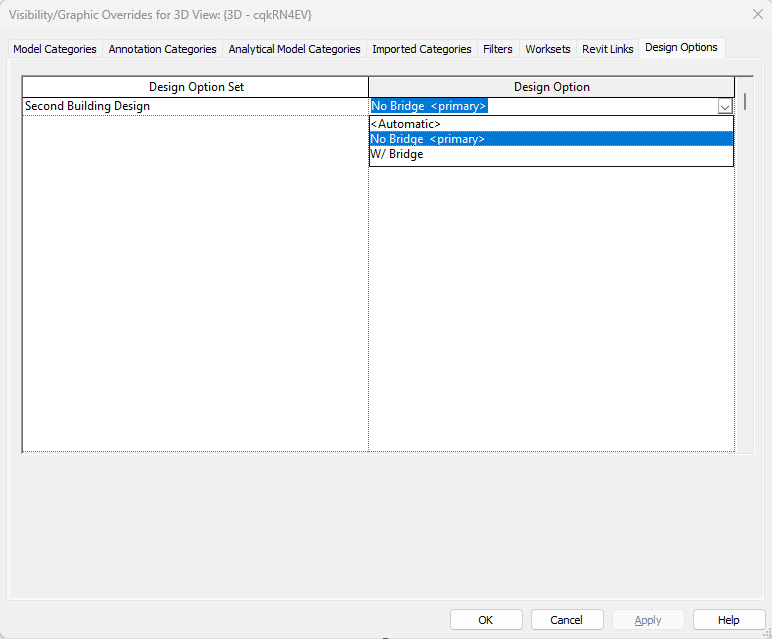 Visibility/Graphic Overrides for 3D View: {3D - cqkRN4EV}
Model Categories Annotation Categories Analytical Model Categories Imported Categories Filters Worksets Revit Links Design Options
Design Option Set Design Option
Second Building Design No Bridge <primary>
<Automatic>
No Bridge <primary>
W/ Bridge
OK Cancel Apply Help